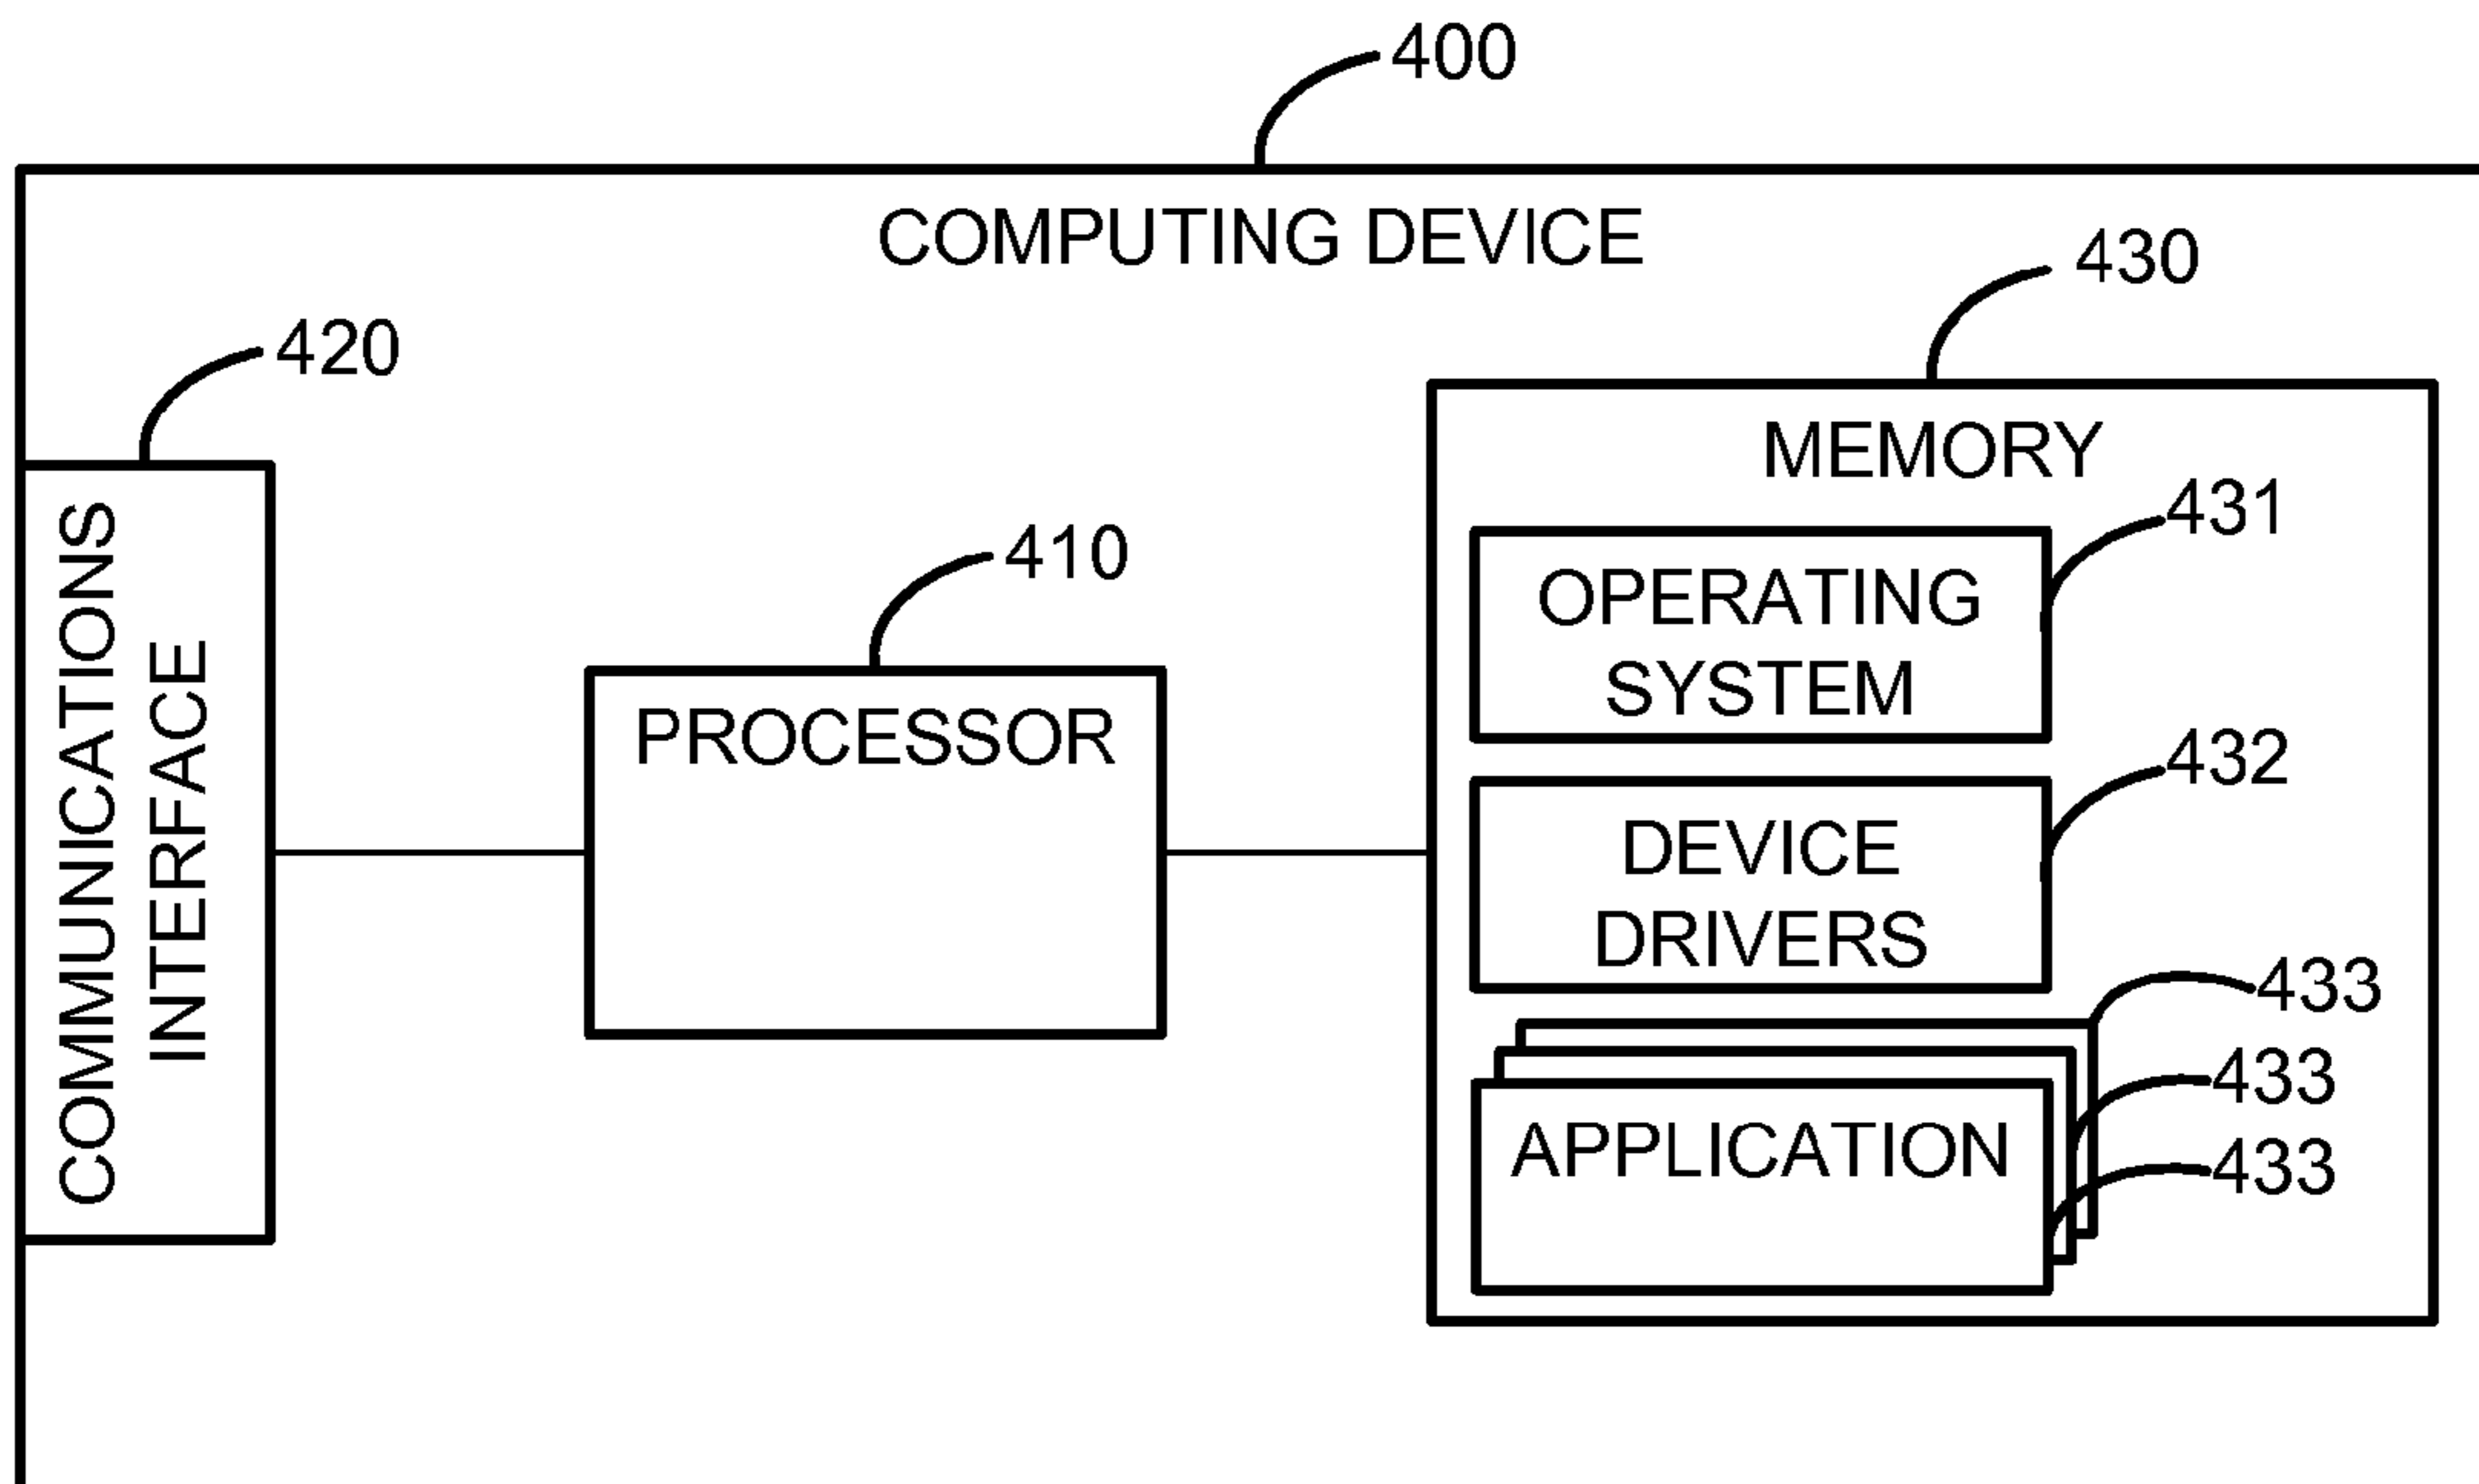 400
COMPUTING DEVICE
430
420
MEMORY
431
410
OPERATING
SYSTEM
COMMUNICATIONS
INTERFACE
PROCESSOR
432
DEVICE
DRIVERS
433
433
APPLICATION
433